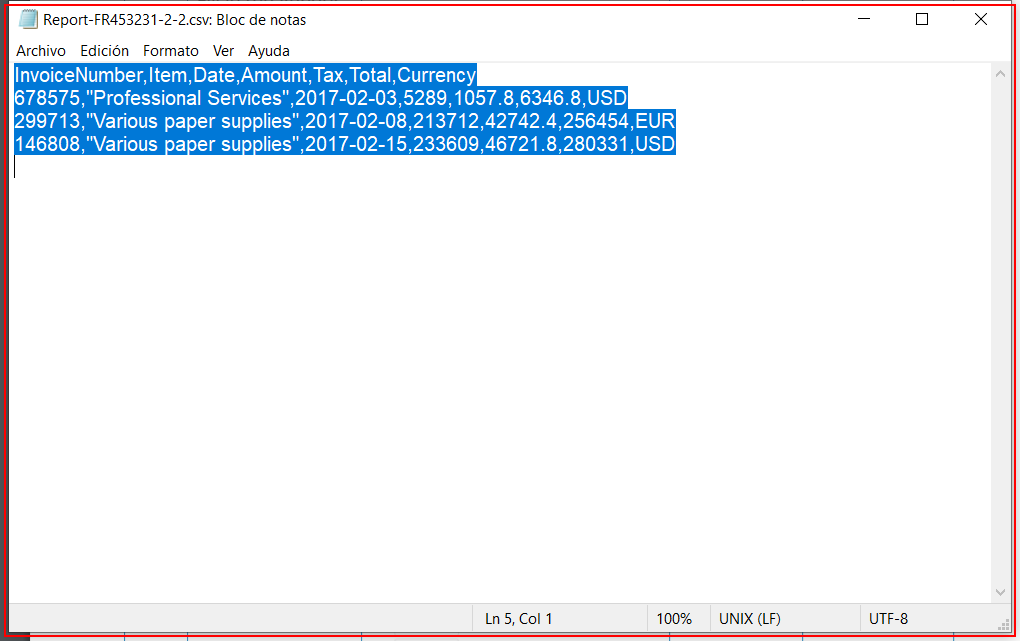 Report-FR453231-2-2.csv: Bloc de notas
Archivo Edición Formato Ver Ayuda
InvoiceNumber,Item,Date,Amount,Tax,Total,Currency
678575,"Professional Services",2017-02-03,5289,1057.8,6346.8,USD
299713,"Various paper supplies",2017-02-08,213712,42742.4,256454,EUR
146808,"Various paper supplies",2017-02-15,233609,46721.8,280331,USD
Ln 5, Col 1 100% UNIX (LF) UTF-8